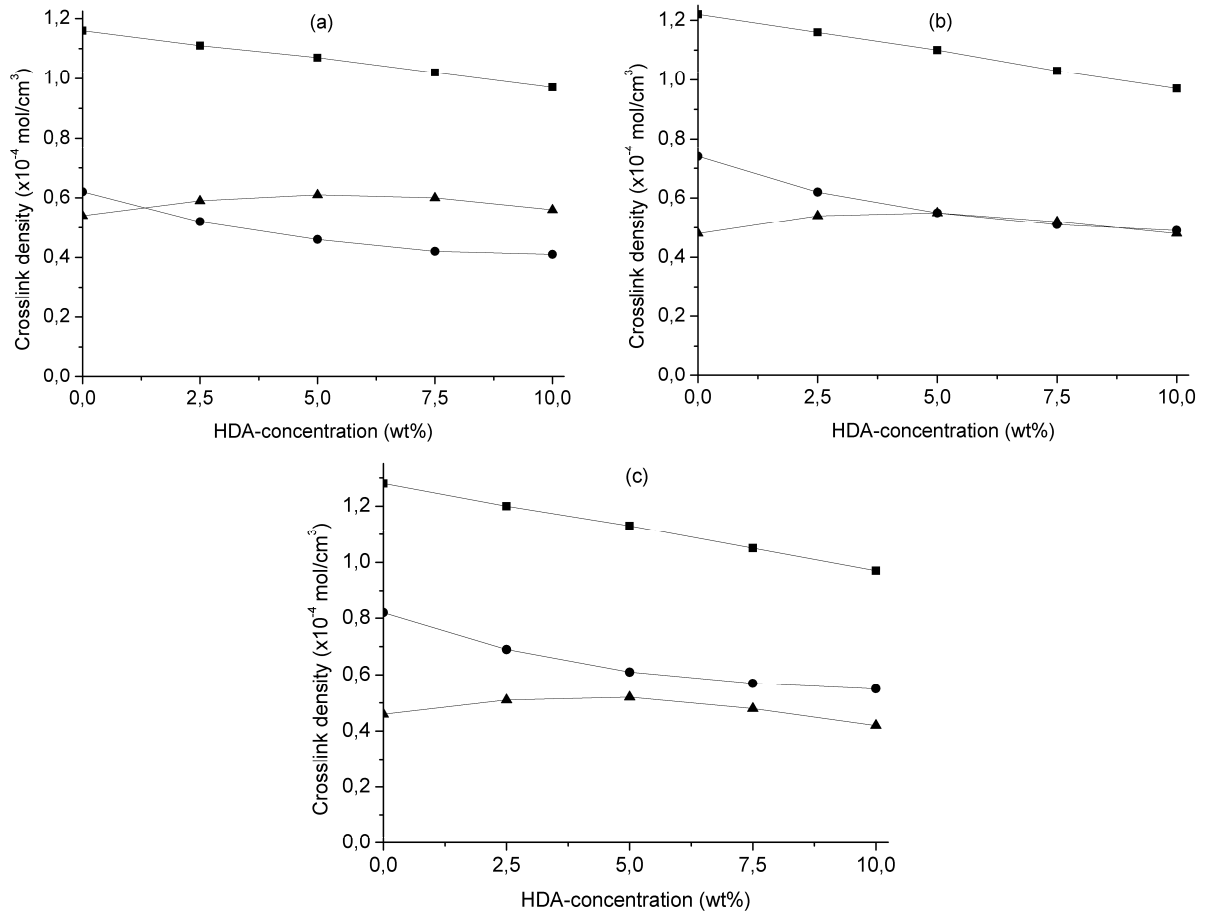 (a)
1,2
1,0
0,8
0,6
0,4
0,2
0,0
Crosslink density (x10⁻⁴ mol/cm³)
0,0 2,5 5,0 7,5 10,0
HDA-concentration (wt%)
(b)
1,2
1,0
0,8
0,6
0,4
0,2
0,0
Crosslink density (x10⁻⁴ mol/cm³)
0,0 2,5 5,0 7,5 10,0
HDA-concentration (wt%)
(c)
1,2
1,0
0,8
0,6
0,4
0,2
0,0
Crosslink density (x10⁻⁴ mol/cm³)
0,0 2,5 5,0 7,5 10,0
HDA-concentration (wt%)